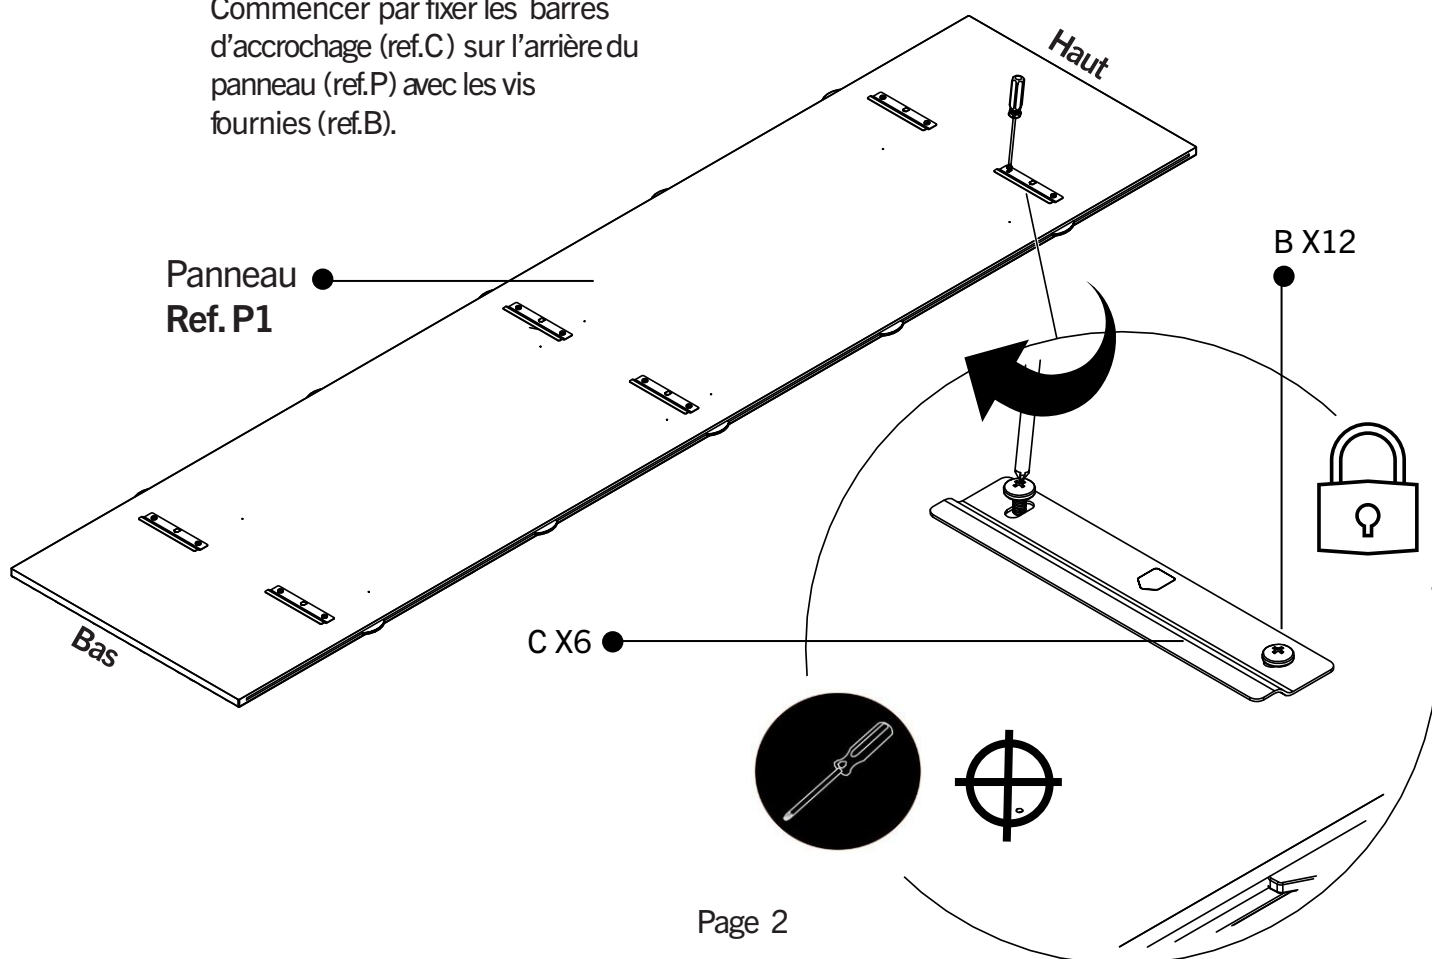 Commencer par fixer les barres
d'accrochage (ref.C) sur l'arrière du
panneau (ref.P) avec les vis
fournies (ref.B).
Haut
B X12
Panneau
Ref. P1
Bas
C X6
Page 2